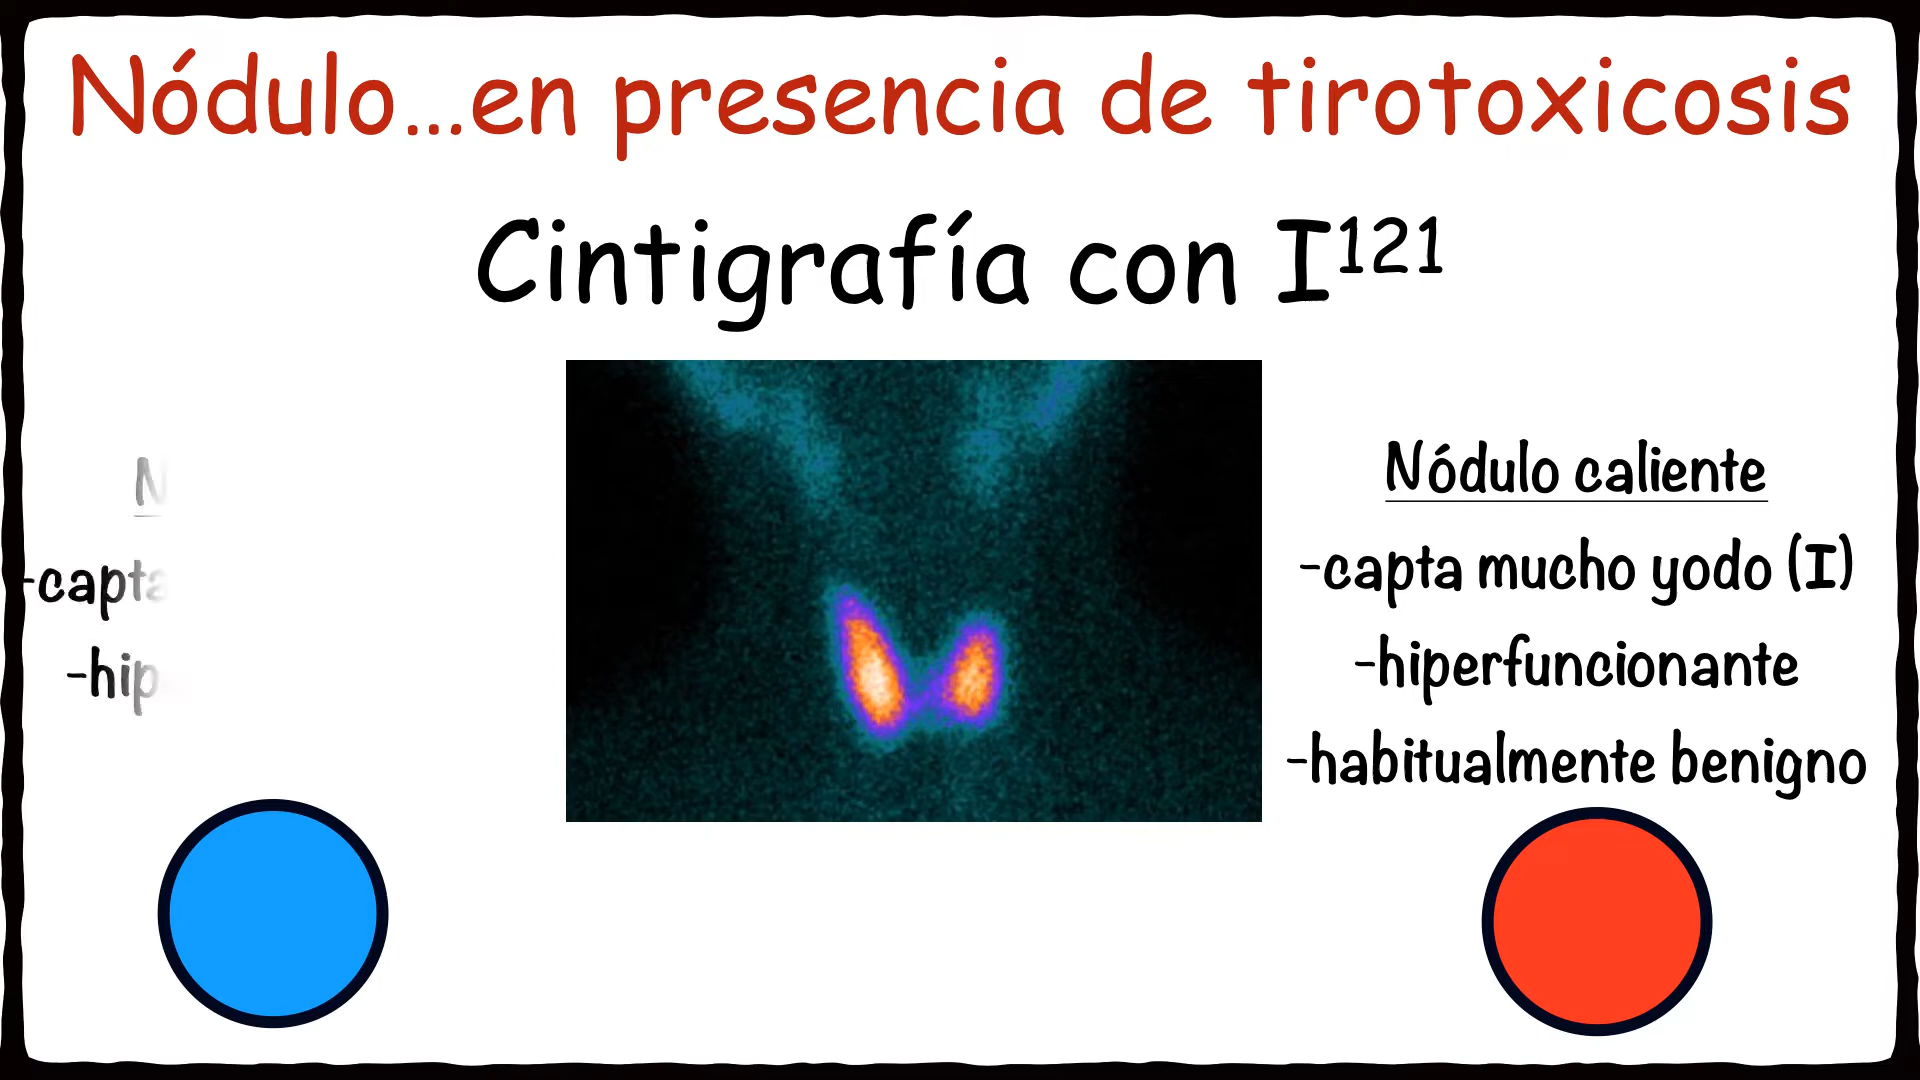 Nódulo...en presencia de tirotoxicosis
Cintigrafía con I¹²¹
Nódulo caliente
-capta mucho yodo (I)
-hiperfuncionante
-habitualmente benigno